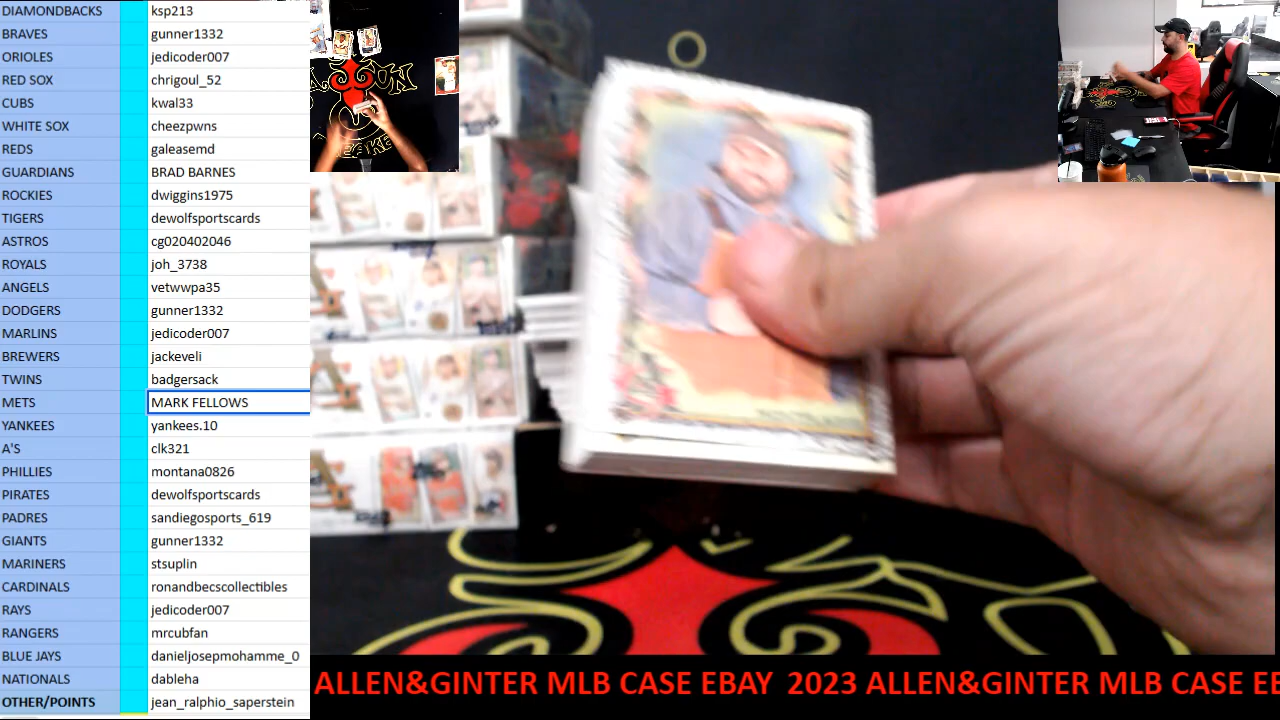 DIAMONDBACKS ksp213
BRAVES gunner1332
ORIOLES jedicoder007
RED SOX chrigoul_52
CUBS kwal33
WHITE SOX cheezpwns
REDS galeasemd
GUARDIANS BRAD BARNES
ROCKIES dwiggins1975
TIGERS dewolfsportscards
ASTROS cg020402046
ROYALS joh_3738
ANGELS vetwwpa35
DODGERS gunner1332
MARLINS jedicoder007
BREWERS jackeveli
TWINS badgersack
METS MARK FELLOWS
YANKEES yankees.10
A'S clk321
PHILLIES montana0826
PIRATES dewolfsportscards
PADRES sandiegosports_619
GIANTS gunner1332
MARINERS stsuplin
CARDINALS ronandbecscollectibles
RAYS jedicoder007
RANGERS mrcubfan
BLUE JAYS danieljosepmohamme_0
NATIONALS dableha
OTHER/POINTS jean_ralphio_saperstein
ALLEN&GINTER MLB CASE EBAY 2023 ALLEN&GINTER MLB CASE